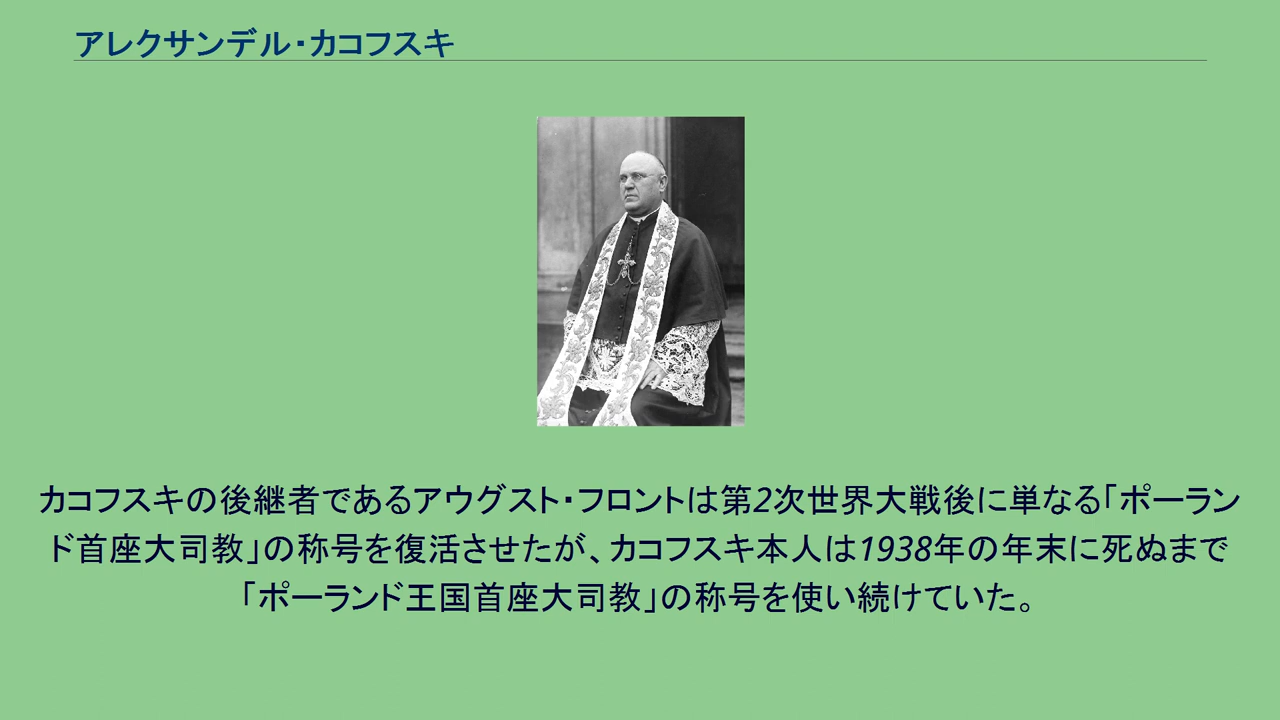 アレクサンデル・カコフスキ
カコフスキの後継者であるアウグスト・フロントは第2次世界大戦後に単なる「ポーラン
ド首座大司教」の称号を復活させたが、カコフスキ本人は1938年の年末に死ぬまで
「ポーランド王国首座大司教」の称号を使い続けていた。